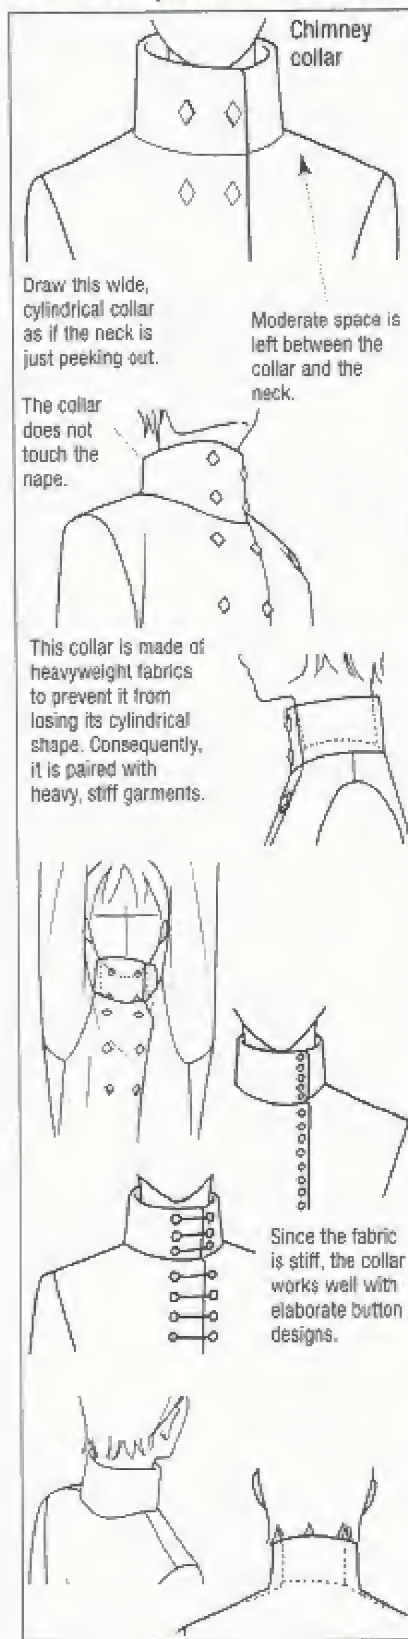 Chimney
collar
Draw this wide,
cylindrical collar
as if the neck is
just peeking out.
Moderate space is
left between the
collar and the
neck.
The collar
does not
touch the
nape.
This collar is made of
heavyweight fabrics
to prevent it from
losing its cylindrical
shape. Consequently,
it is paired with
heavy, stiff garments.
Since the fabric
is stiff, the collar
works well with
elaborate button
designs.